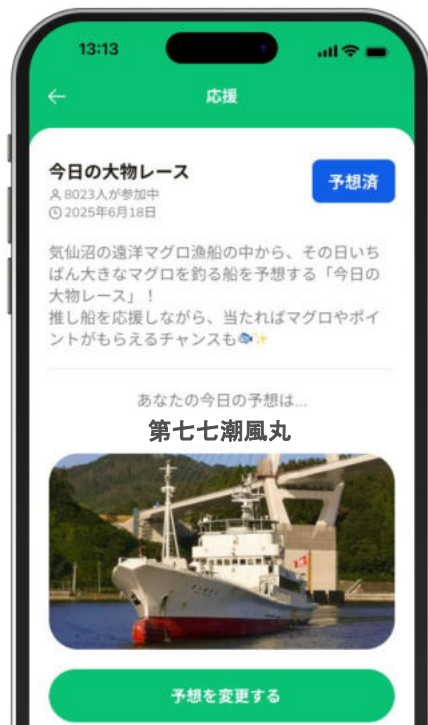 13:13
応援
今日の大物レース
予想済
8023人が参加中
2025年6月18日
気仙沼の遠洋マグロ漁船の中から、その日いち
ばん大きなマグロを釣る船を予想する「今日の
大物レース」！
推し船を応援しながら、当たればマグロやポイ
ントがもらえるチャンスも🐟✨
あなたの今日の予想は...
第七七潮風丸
予想を変更する